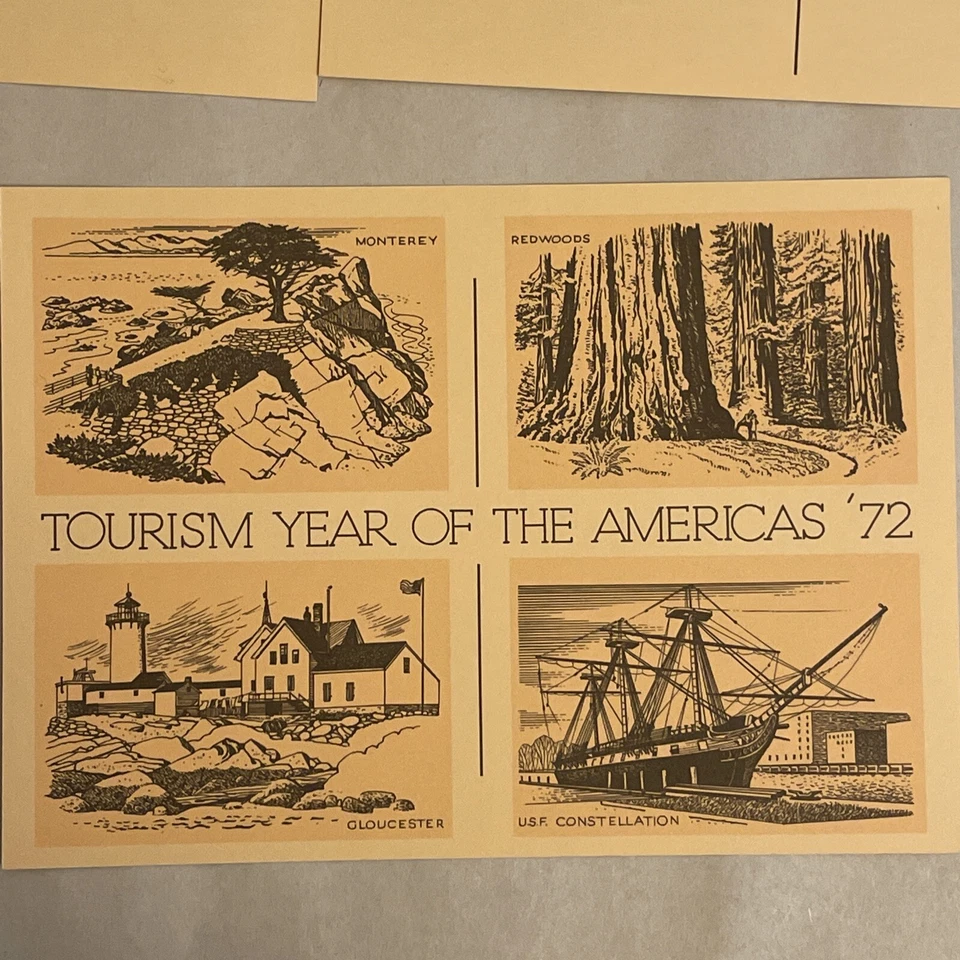 MONTEREY
REDWOODS
TOURISM YEAR OF THE AMERICAS '72
GLOUCESTER
U.S.F. CONSTELLATION